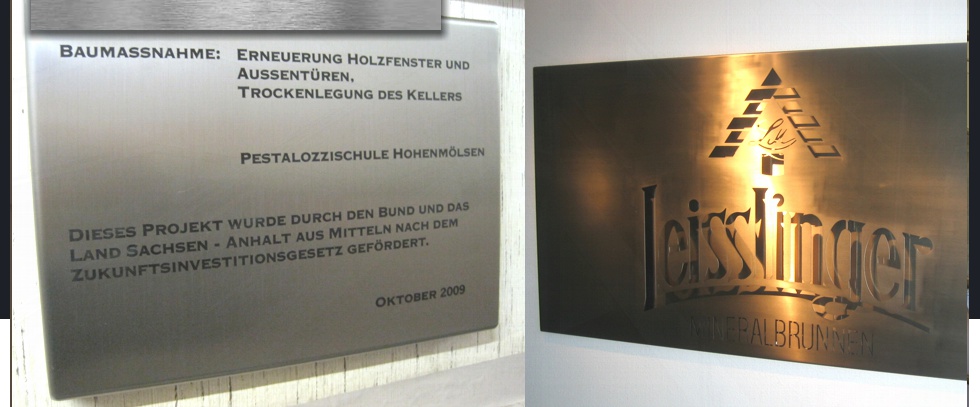 BAUMASSNAHME: ERNEUERUNG HOLZFENSTER UND
AUSSENTÜREN,
TROCKENLEGUNG DES KELLERS
PESTALOZZISCHULE HOHENMÖLSEN
DIESES PROJEKT WURDE DURCH DEN BUND UND DAS
LAND SACHSEN - ANHALT AUS MITTELN NACH DEM
ZUKUNFTSINVESTITIONSGESETZ GEFÖRDERT.
OKTOBER 2009
Ley
leisslinger
MINERALBRUNNEN